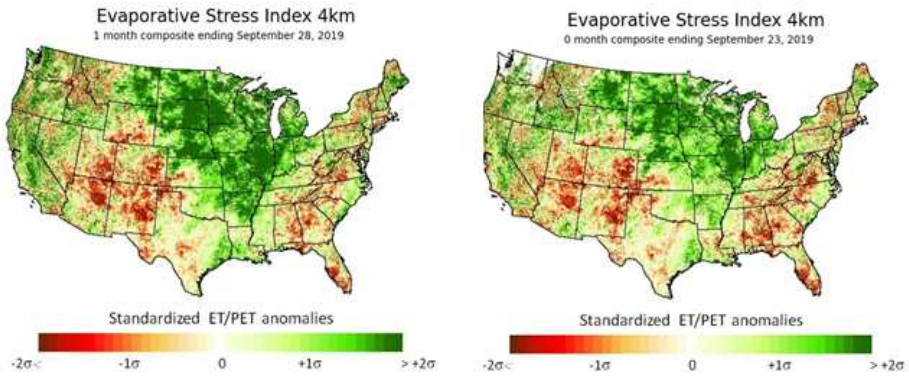 Evaporative Stress Index 4km
1 month composite ending September 28, 2019
Standardized ET/PET anomalies
-2σ<
-1σ
0
+1σ
>+2σ
Evaporative Stress Index 4km
0 month composite ending September 23, 2019
Standardized ET/PET anomalies
-2σ<
-1σ
0
+1σ
>+2σ